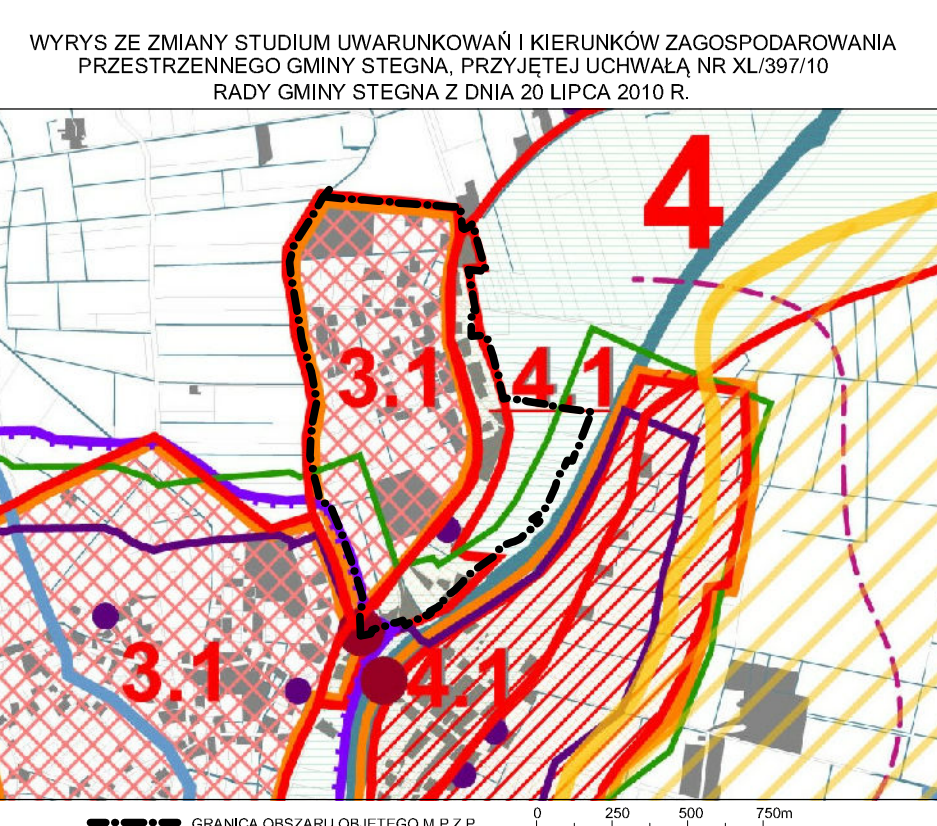 WYRYS ZE ZMIANY STUDIUM UWARUNKOWAŃ I KIERUNKÓW ZAGOSPODAROWANIA
PRZESTRZENNEGO GMINY STEGNA, PRZYJĘTEJ UCHWAŁĄ NR XL/397/10
RADY GMINY STEGNA Z DNIA 20 LIPCA 2010 R.
4
3.1
4.1
3.1
4.1
0 250 500 750m
GRANICA OBSZARU OBJĘTEGO M.P.Z.P.